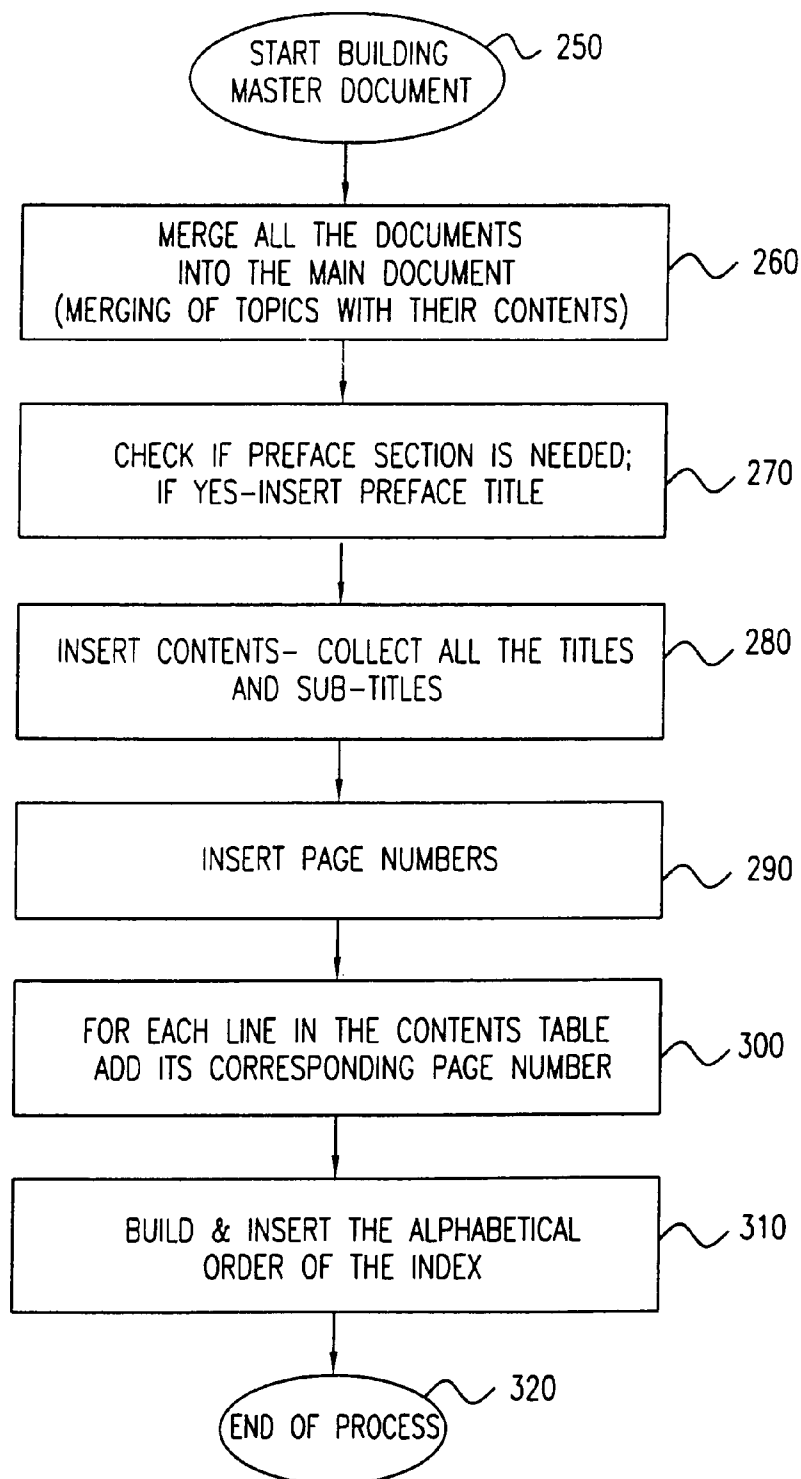 START BUILDING
MASTER DOCUMENT
250
MERGE ALL THE DOCUMENTS
INTO THE MAIN DOCUMENT
(MERGING OF TOPICS WITH THEIR CONTENTS)
260
CHECK IF PREFACE SECTION IS NEEDED;
IF YES-INSERT PREFACE TITLE
270
INSERT CONTENTS- COLLECT ALL THE TITLES
AND SUB-TITLES
280
INSERT PAGE NUMBERS
290
FOR EACH LINE IN THE CONTENTS TABLE
ADD ITS CORRESPONDING PAGE NUMBER
300
BUILD & INSERT THE ALPHABETICAL
ORDER OF THE INDEX
310
END OF PROCESS
320